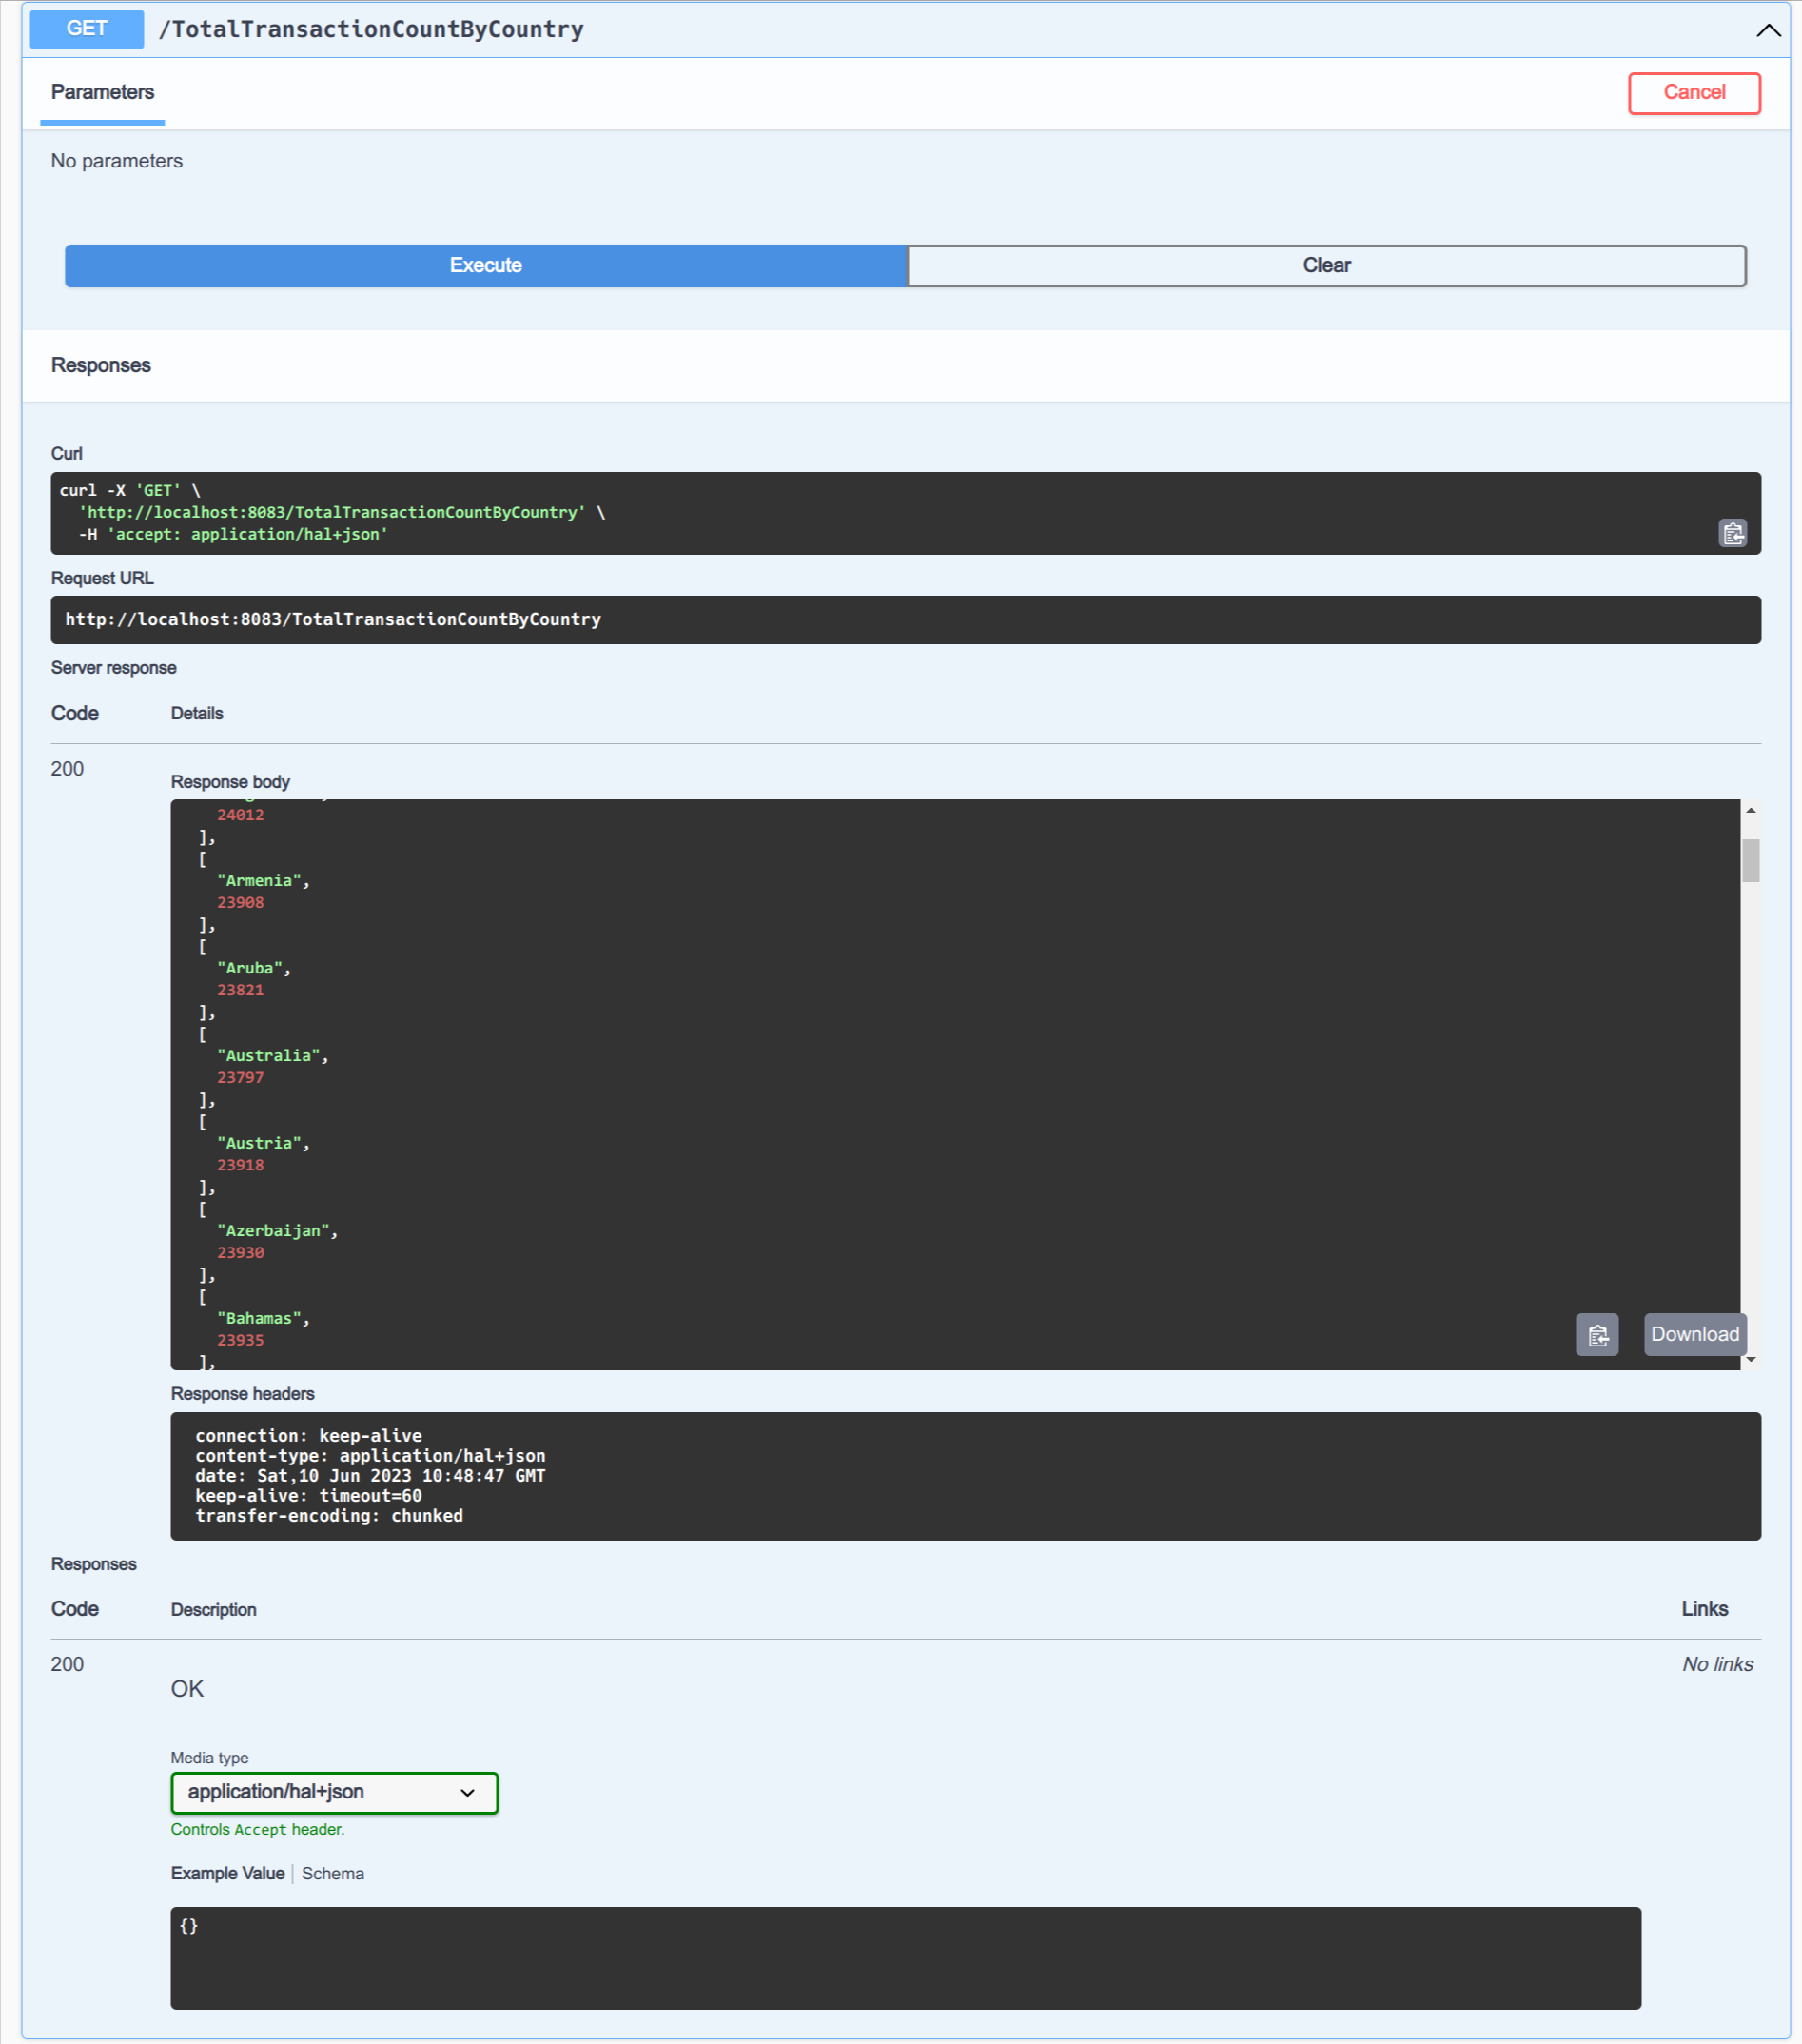 GET /TotalTransactionCountByCountry
Parameters
Cancel
No parameters
Execute
Clear
Responses
Curl
curl -X 'GET' \
  'http://localhost:8083/TotalTransactionCountByCountry' \
  -H 'accept: application/hal+json'
Request URL
http://localhost:8083/TotalTransactionCountByCountry
Server response
Code Details
200
Response body
24012
],
[
"Armenia",
23908
],
[
"Aruba",
23821
],
[
"Australia",
23797
],
[
"Austria",
23918
],
[
"Azerbaijan",
23930
],
[
"Bahamas",
23935
],
Download
Response headers
connection: keep-alive
content-type: application/hal+json
date: Sat,10 Jun 2023 10:48:47 GMT
keep-alive: timeout=60
transfer-encoding: chunked
Responses
Code Description Links
200 No links
OK
Media type
application/hal+json
Controls Accept header.
Example Value Schema
{}